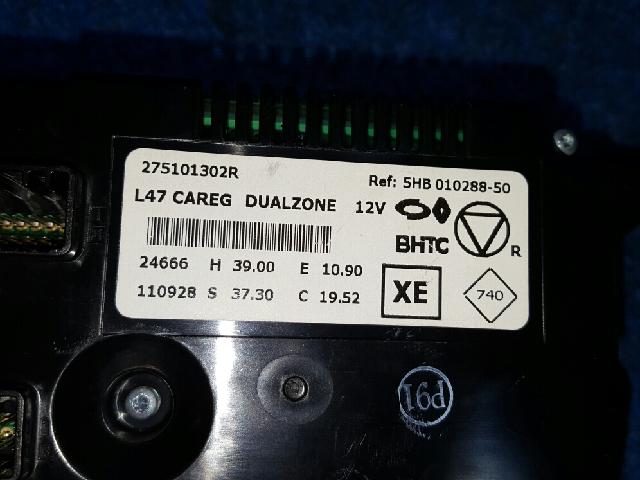 275101302R Ref: 5HB 010288-50
L47 CAREG DUALZONE 12V
BHTC R
24666 H 39.00 E 10.90
110928 S 37.30 C 19.52 XE 740
16d